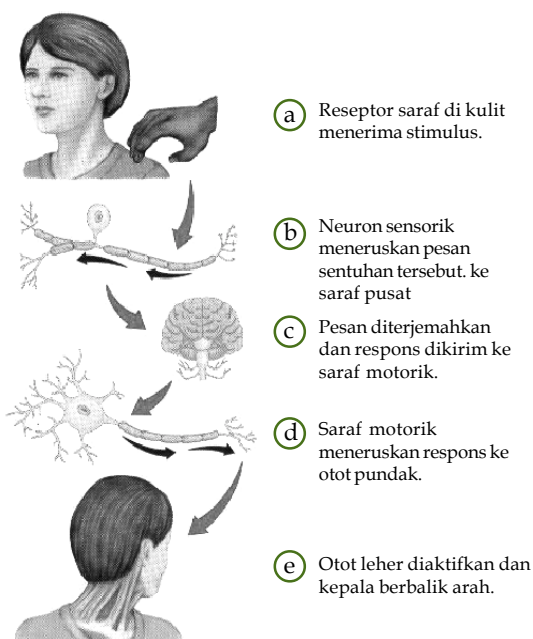 a
Reseptor saraf di kulit
menerima stimulus.
b
Neuron sensorik
meneruskan pesan
sentuhan tersebut. ke
saraf pusat
c
Pesan diterjemahkan
dan respons dikirim ke
saraf motorik.
d
Saraf motorik
meneruskan respons ke
otot pundak.
e
Otot leher diaktifkan dan
kepala berbalik arah.